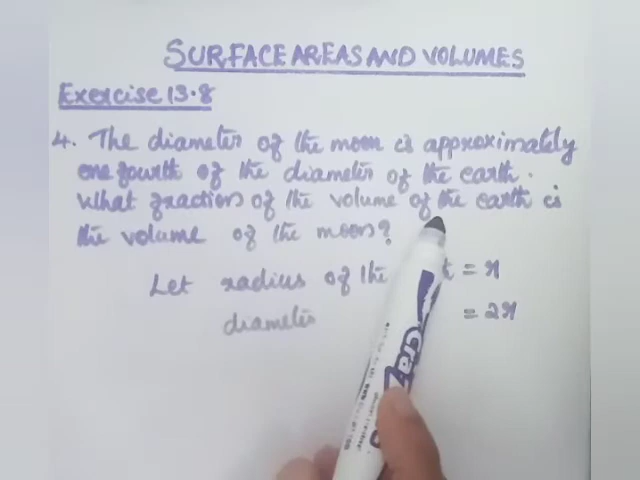 SURFACE AREAS AND VOLUMES
Exercise 13.8
4. The diameter of the moon is approximately
one fourth of the diameter of the earth.
What fraction of the volume of the earth is
the volume of the moon?
Let radius of the = r
diameter = 2r